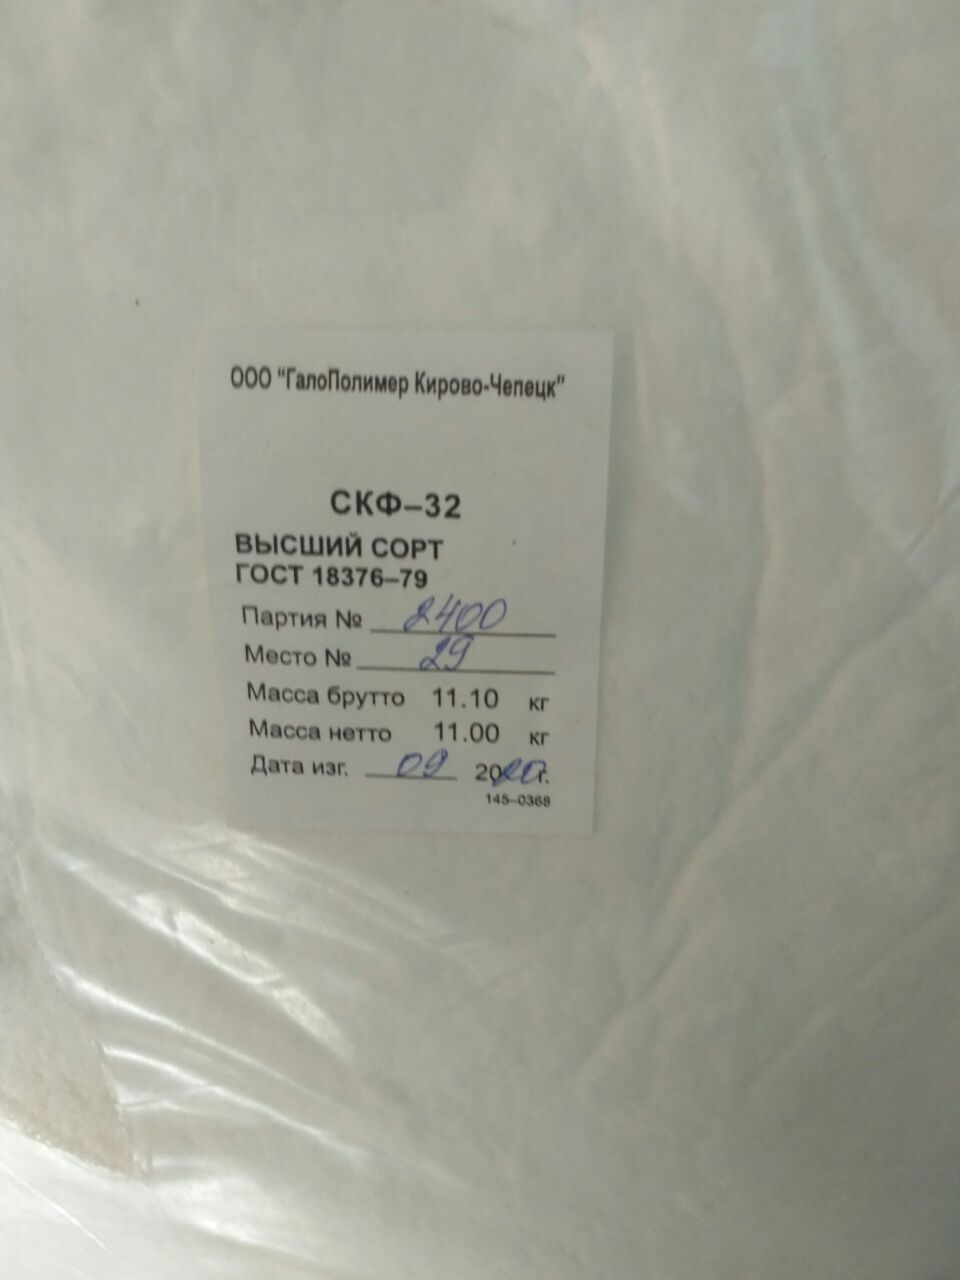 ООО "ГалоПолимер Кирово-Чепецк"
СКФ-32
ВЫСШИЙ СОРТ
ГОСТ 18376-79
Партия № 2400
Место № 29
Масса брутто 11.10 кг
Масса нетто 11.00 кг
Дата изг. 09 2020г.
145-0368